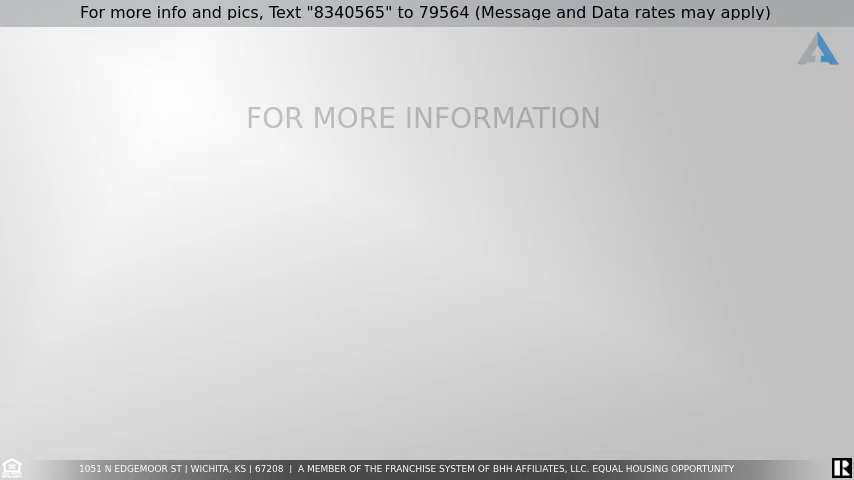 For more info and pics, Text "8340565" to 79564 (Message and Data rates may apply)
FOR MORE INFORMATION
1051 N EDGEMOOR ST | WICHITA, KS | 67208 | A MEMBER OF THE FRANCHISE SYSTEM OF BHH AFFILIATES, LLC. EQUAL HOUSING OPPORTUNITY